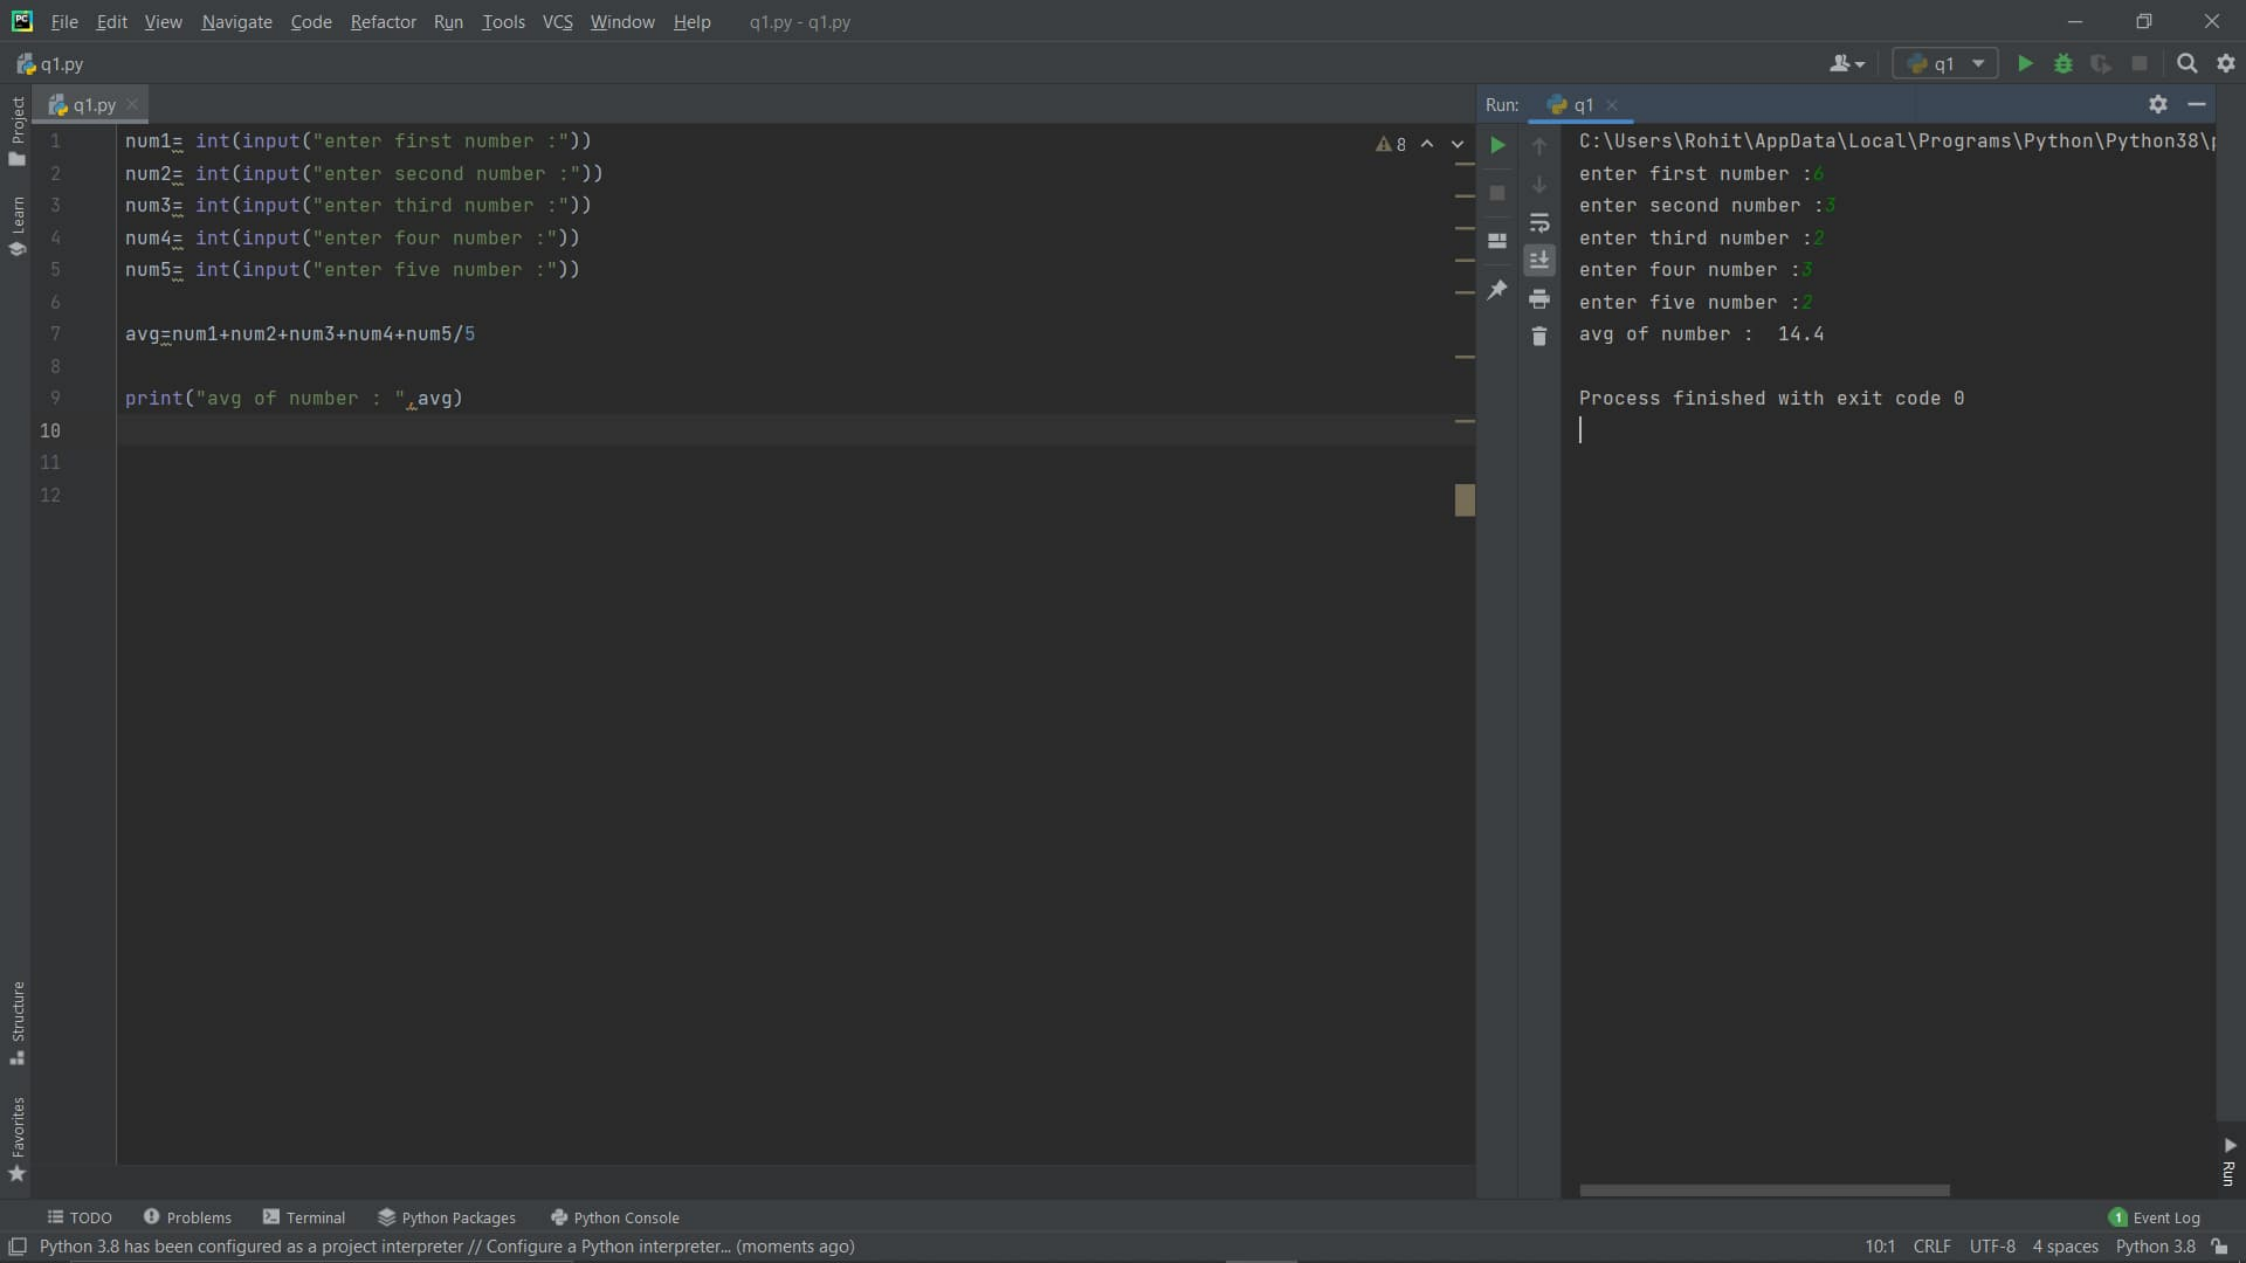 File Edit View Navigate Code Refactor Run Tools VCS Window Help q1.py - q1.py
q1.py
q1
Project
Learn
Structure
Favorites
q1.py
8
1 num1= int(input("enter first number :"))
2 num2= int(input("enter second number :"))
3 num3= int(input("enter third number :"))
4 num4= int(input("enter four number :"))
5 num5= int(input("enter five number :"))
6
7 avg=num1+num2+num3+num4+num5/5
8
9 print("avg of number : ",avg)
10
11
12
Run: q1
C:\Users\Rohit\AppData\Local\Programs\Python\Python38\
enter first number :6
enter second number :3
enter third number :2
enter four number :3
enter five number :2
avg of number :  14.4
Process finished with exit code 0
Run
TODO Problems Terminal Python Packages Python Console
1 Event Log
Python 3.8 has been configured as a project interpreter // Configure a Python interpreter... (moments ago)
10:1 CRLF UTF-8 4 spaces Python 3.8